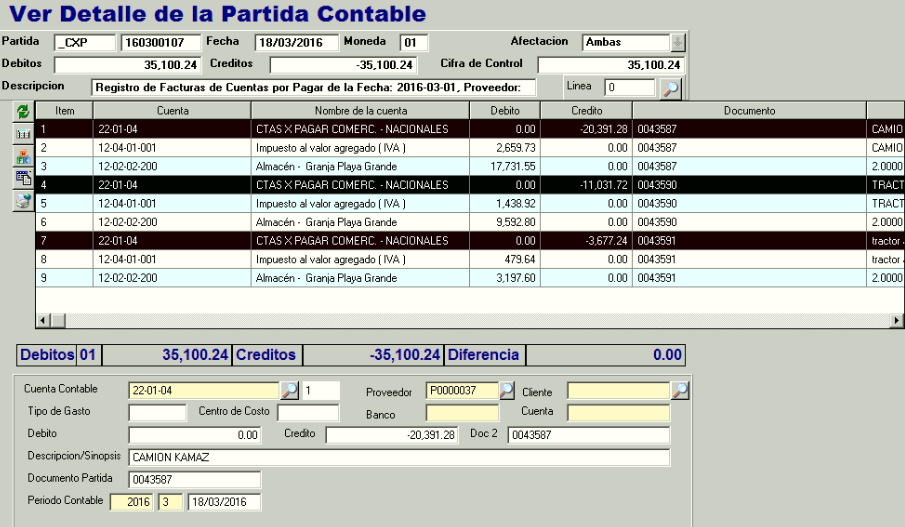 Ver Detalle de la Partida Contable
Partida _CXP 160300107 Fecha 18/03/2016 Moneda 01 Afectacion Ambas
Debitos 35,100.24 Creditos -35,100.24 Cifra de Control 35,100.24
Descripcion Registro de Facturas de Cuentas por Pagar de la Fecha: 2016-03-01, Proveedor: Linea 0
Item Cuenta Nombre de la cuenta Debito Credito Documento
1 22-01-04 CTAS X PAGAR COMERC. - NACIONALES 0.00 -20,391.28 0043587 CAMIO
2 12-04-01-001 Impuesto al valor agregado ( IVA ) 2,659.73 0.00 0043587 CAMIO
3 12-02-02-200 Almacén - Granja Playa Grande 17,731.55 0.00 0043587 2.0000
4 22-01-04 CTAS X PAGAR COMERC. - NACIONALES 0.00 -11,031.72 0043590 TRACT
5 12-04-01-001 Impuesto al valor agregado ( IVA ) 1,438.92 0.00 0043590 TRACT
6 12-02-02-200 Almacén - Granja Playa Grande 9,592.80 0.00 0043590 2.0000
7 22-01-04 CTAS X PAGAR COMERC. - NACIONALES 0.00 -3,677.24 0043591 tractor
8 12-04-01-001 Impuesto al valor agregado ( IVA ) 479.64 0.00 0043591 tractor
9 12-02-02-200 Almacén - Granja Playa Grande 3,197.60 0.00 0043591 2.0000
Debitos 01 35,100.24 Creditos -35,100.24 Diferencia 0.00
Cuenta Contable 22-01-04 1 Proveedor P0000037 Cliente
Tipo de Gasto Centro de Costo Banco Cuenta
Debito 0.00 Credito -20,391.28 Doc 2 0043587
Descripcion/Sinopsis CAMION KAMAZ
Documento Partida 0043587
Periodo Contable 2016 3 18/03/2016